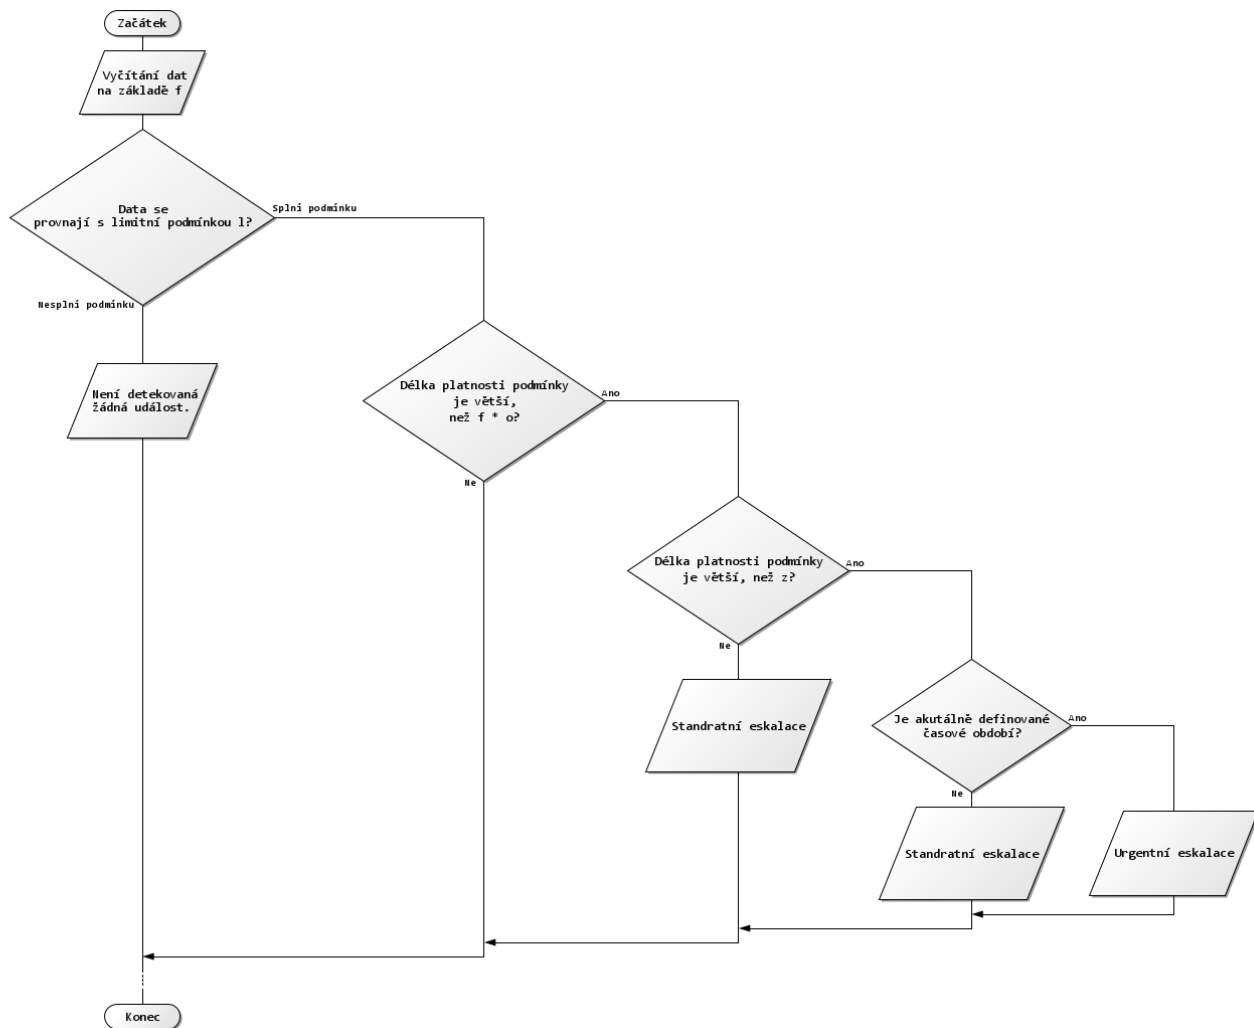 Začátek
Vyčítání dat
na základě f
Data se
provnají s limitní podmínkou l?
Splní podmínku
Nesplní podmínku
Není detekovaná
žádná událost.
Délka platnosti podmínky
je větší,
než f * o?
Ano
Ne
Délka platnosti podmínky
je větší, než z?
Ano
Ne
Standratní eskalace
Je akutálně definované
časové období?
Ano
Ne
Standratní eskalace
Urgentní eskalace
Konec